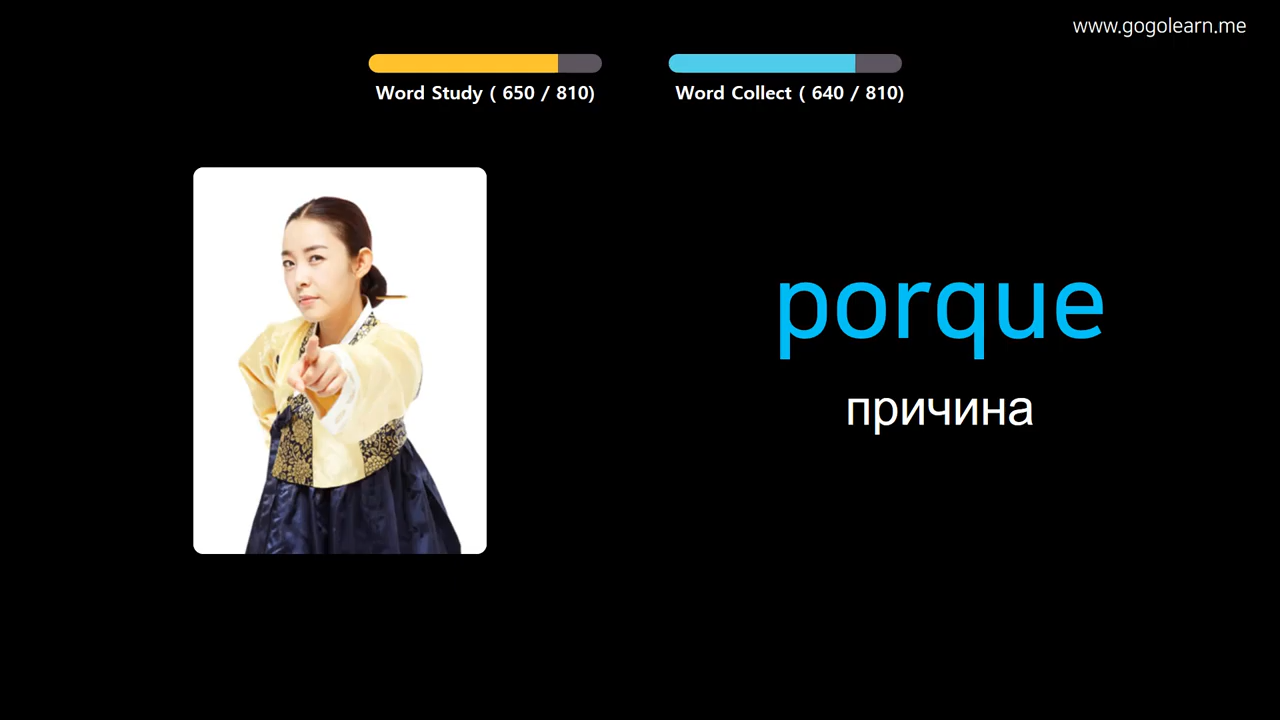 www.gogolearn.me
Word Study ( 650 / 810)
Word Collect ( 640 / 810)
porque
причина